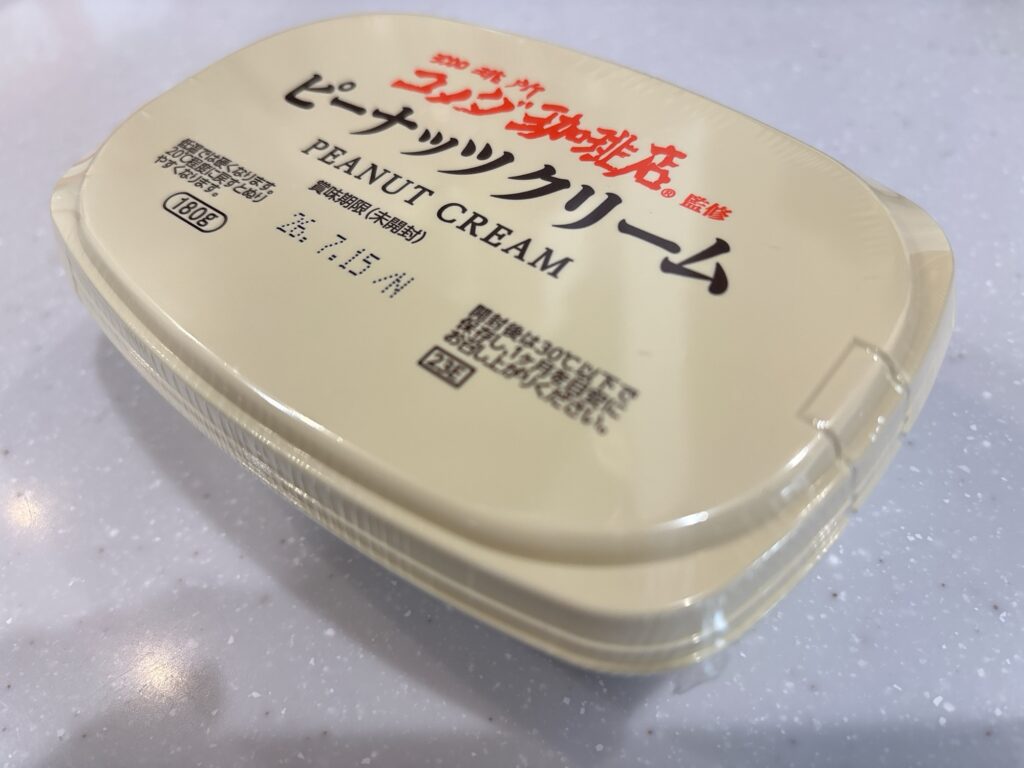 珈琲所
コメダ珈琲店® 監修
ピーナッツクリーム
PEANUT CREAM
低温では硬くなります。
20℃程度に戻すとぬり
やすくなります。
180g
賞味期限(未開封)
26. 7.15/N
開封後は30℃以下で
保存し1ヶ月を目安に
お召し上がりください。
23E